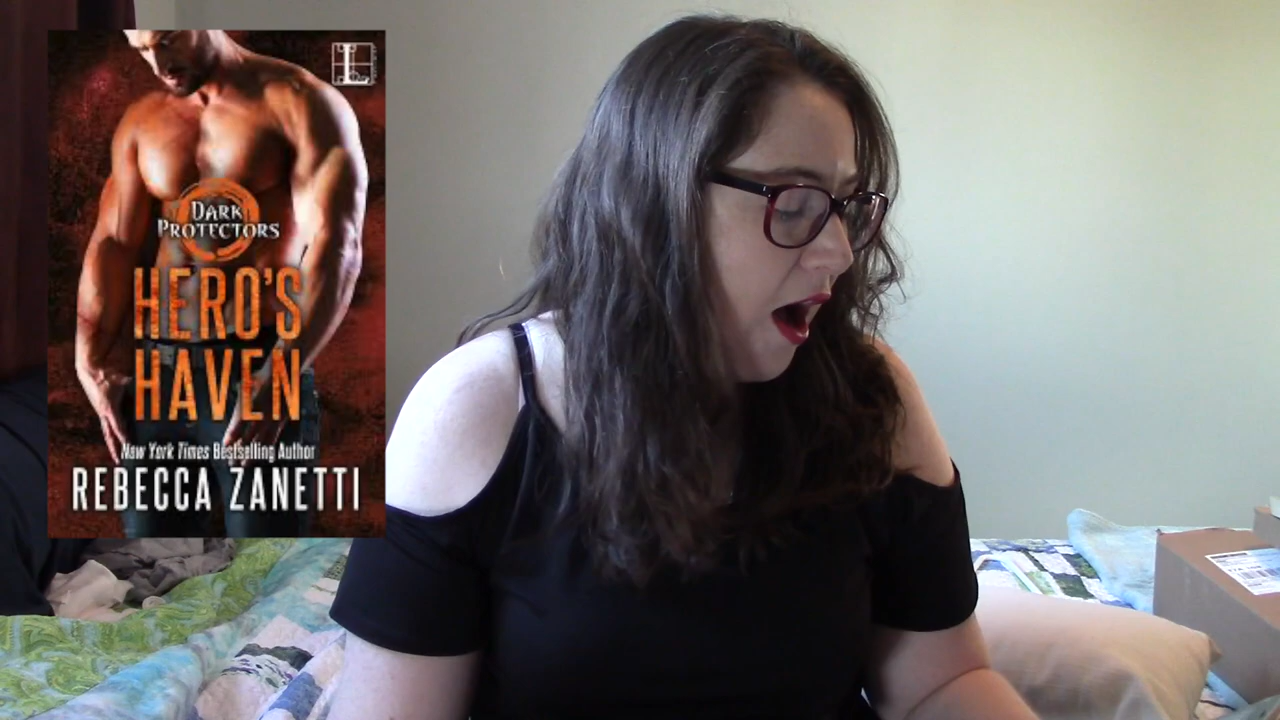 L
DARK
PROTECTORS
HERO'S
HAVEN
New York Times Bestselling Author
REBECCA ZANETTI